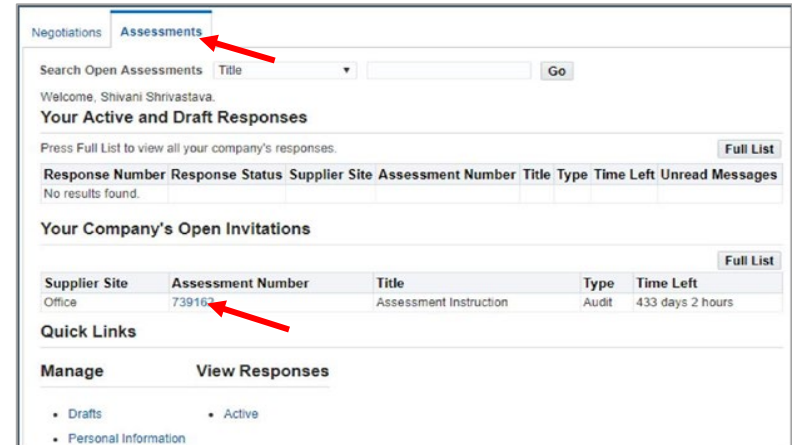 Negotiations Assessments
Search Open Assessments Title Go
Welcome, Shivani Shrivastava.
Your Active and Draft Responses
Press Full List to view all your company's responses. Full List
Response Number Response Status Supplier Site Assessment Number Title Type Time Left Unread Messages
No results found.
Your Company's Open Invitations
Full List
Supplier Site Assessment Number Title Type Time Left
Office Assessment Instruction Audit 433 days 2 hours
Quick Links
Manage View Responses
• Drafts • Active
• Personal Information